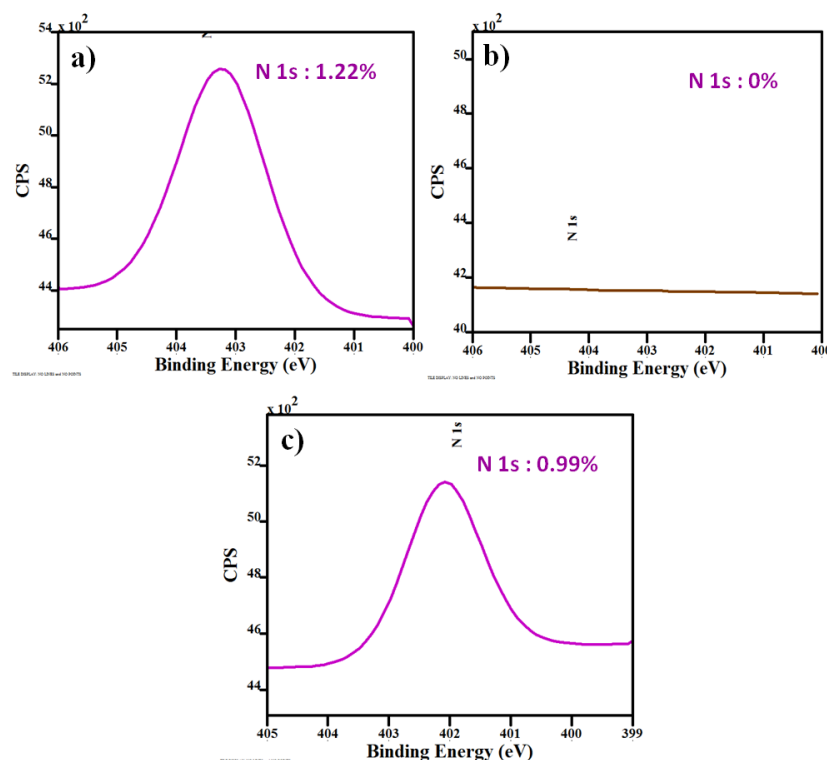 x 10²
a)
N 1s : 1.22%
54
52
50
48
46
44
CPS
406 405 404 403 402 401 400
Binding Energy (eV)
x 10²
b)
N 1s : 0%
50
48
46
44
42
40
CPS
N 1s
406 405 404 403 402 401 400
Binding Energy (eV)
x 10²
c)
N 1s
N 1s : 0.99%
52
50
48
46
44
CPS
405 404 403 402 401 400 399
Binding Energy (eV)